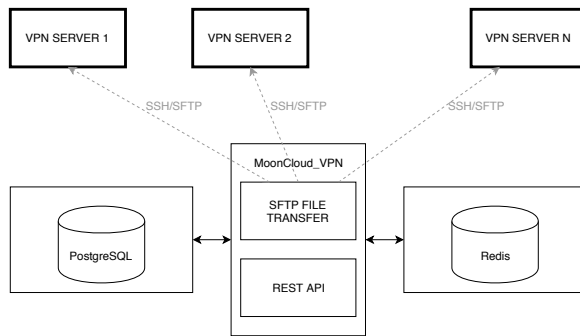 VPN SERVER 1
VPN SERVER 2
VPN SERVER N
SSH/SFTP
SSH/SFTP
SSH/SFTP
MoonCloud_VPN
SFTP FILE
TRANSFER
PostgreSQL
Redis
REST API